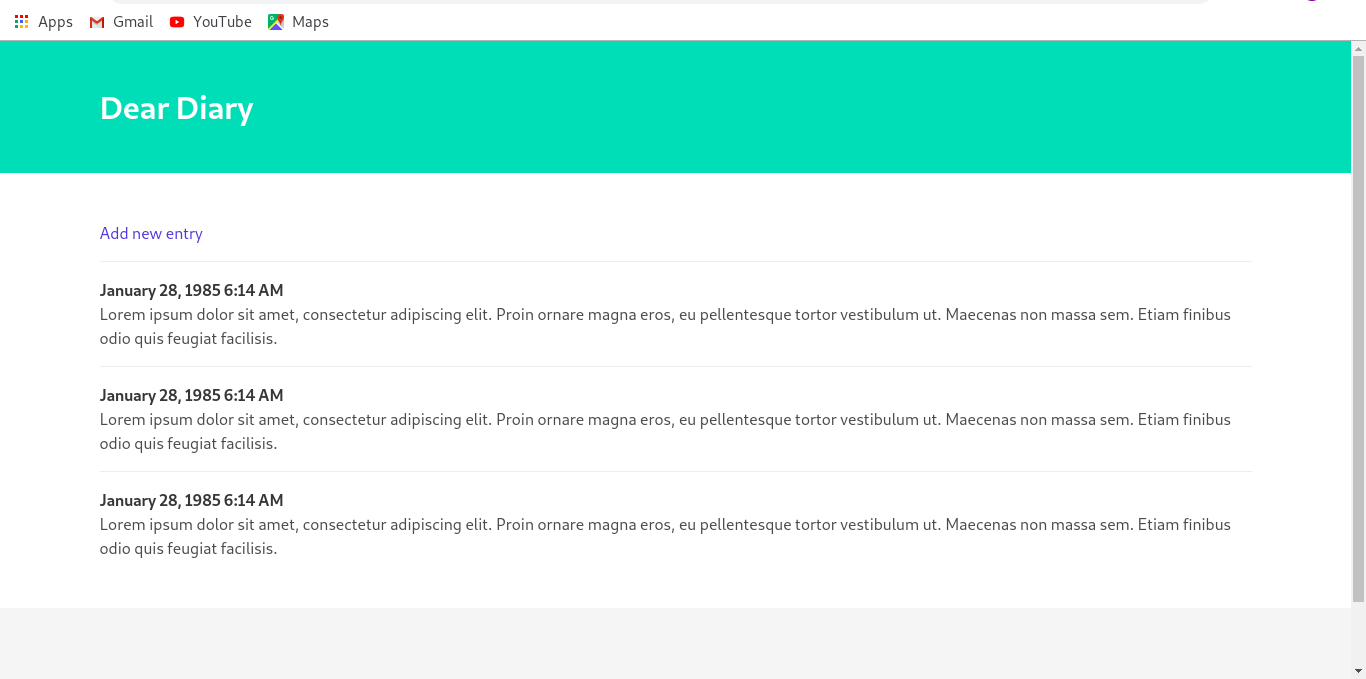 Apps Gmail YouTube Maps
Dear Diary
Add new entry
January 28, 1985 6:14 AM
Lorem ipsum dolor sit amet, consectetur adipiscing elit. Proin ornare magna eros, eu pellentesque tortor vestibulum ut. Maecenas non massa sem. Etiam finibus
odio quis feugiat facilisis.
January 28, 1985 6:14 AM
Lorem ipsum dolor sit amet, consectetur adipiscing elit. Proin ornare magna eros, eu pellentesque tortor vestibulum ut. Maecenas non massa sem. Etiam finibus
odio quis feugiat facilisis.
January 28, 1985 6:14 AM
Lorem ipsum dolor sit amet, consectetur adipiscing elit. Proin ornare magna eros, eu pellentesque tortor vestibulum ut. Maecenas non massa sem. Etiam finibus
odio quis feugiat facilisis.